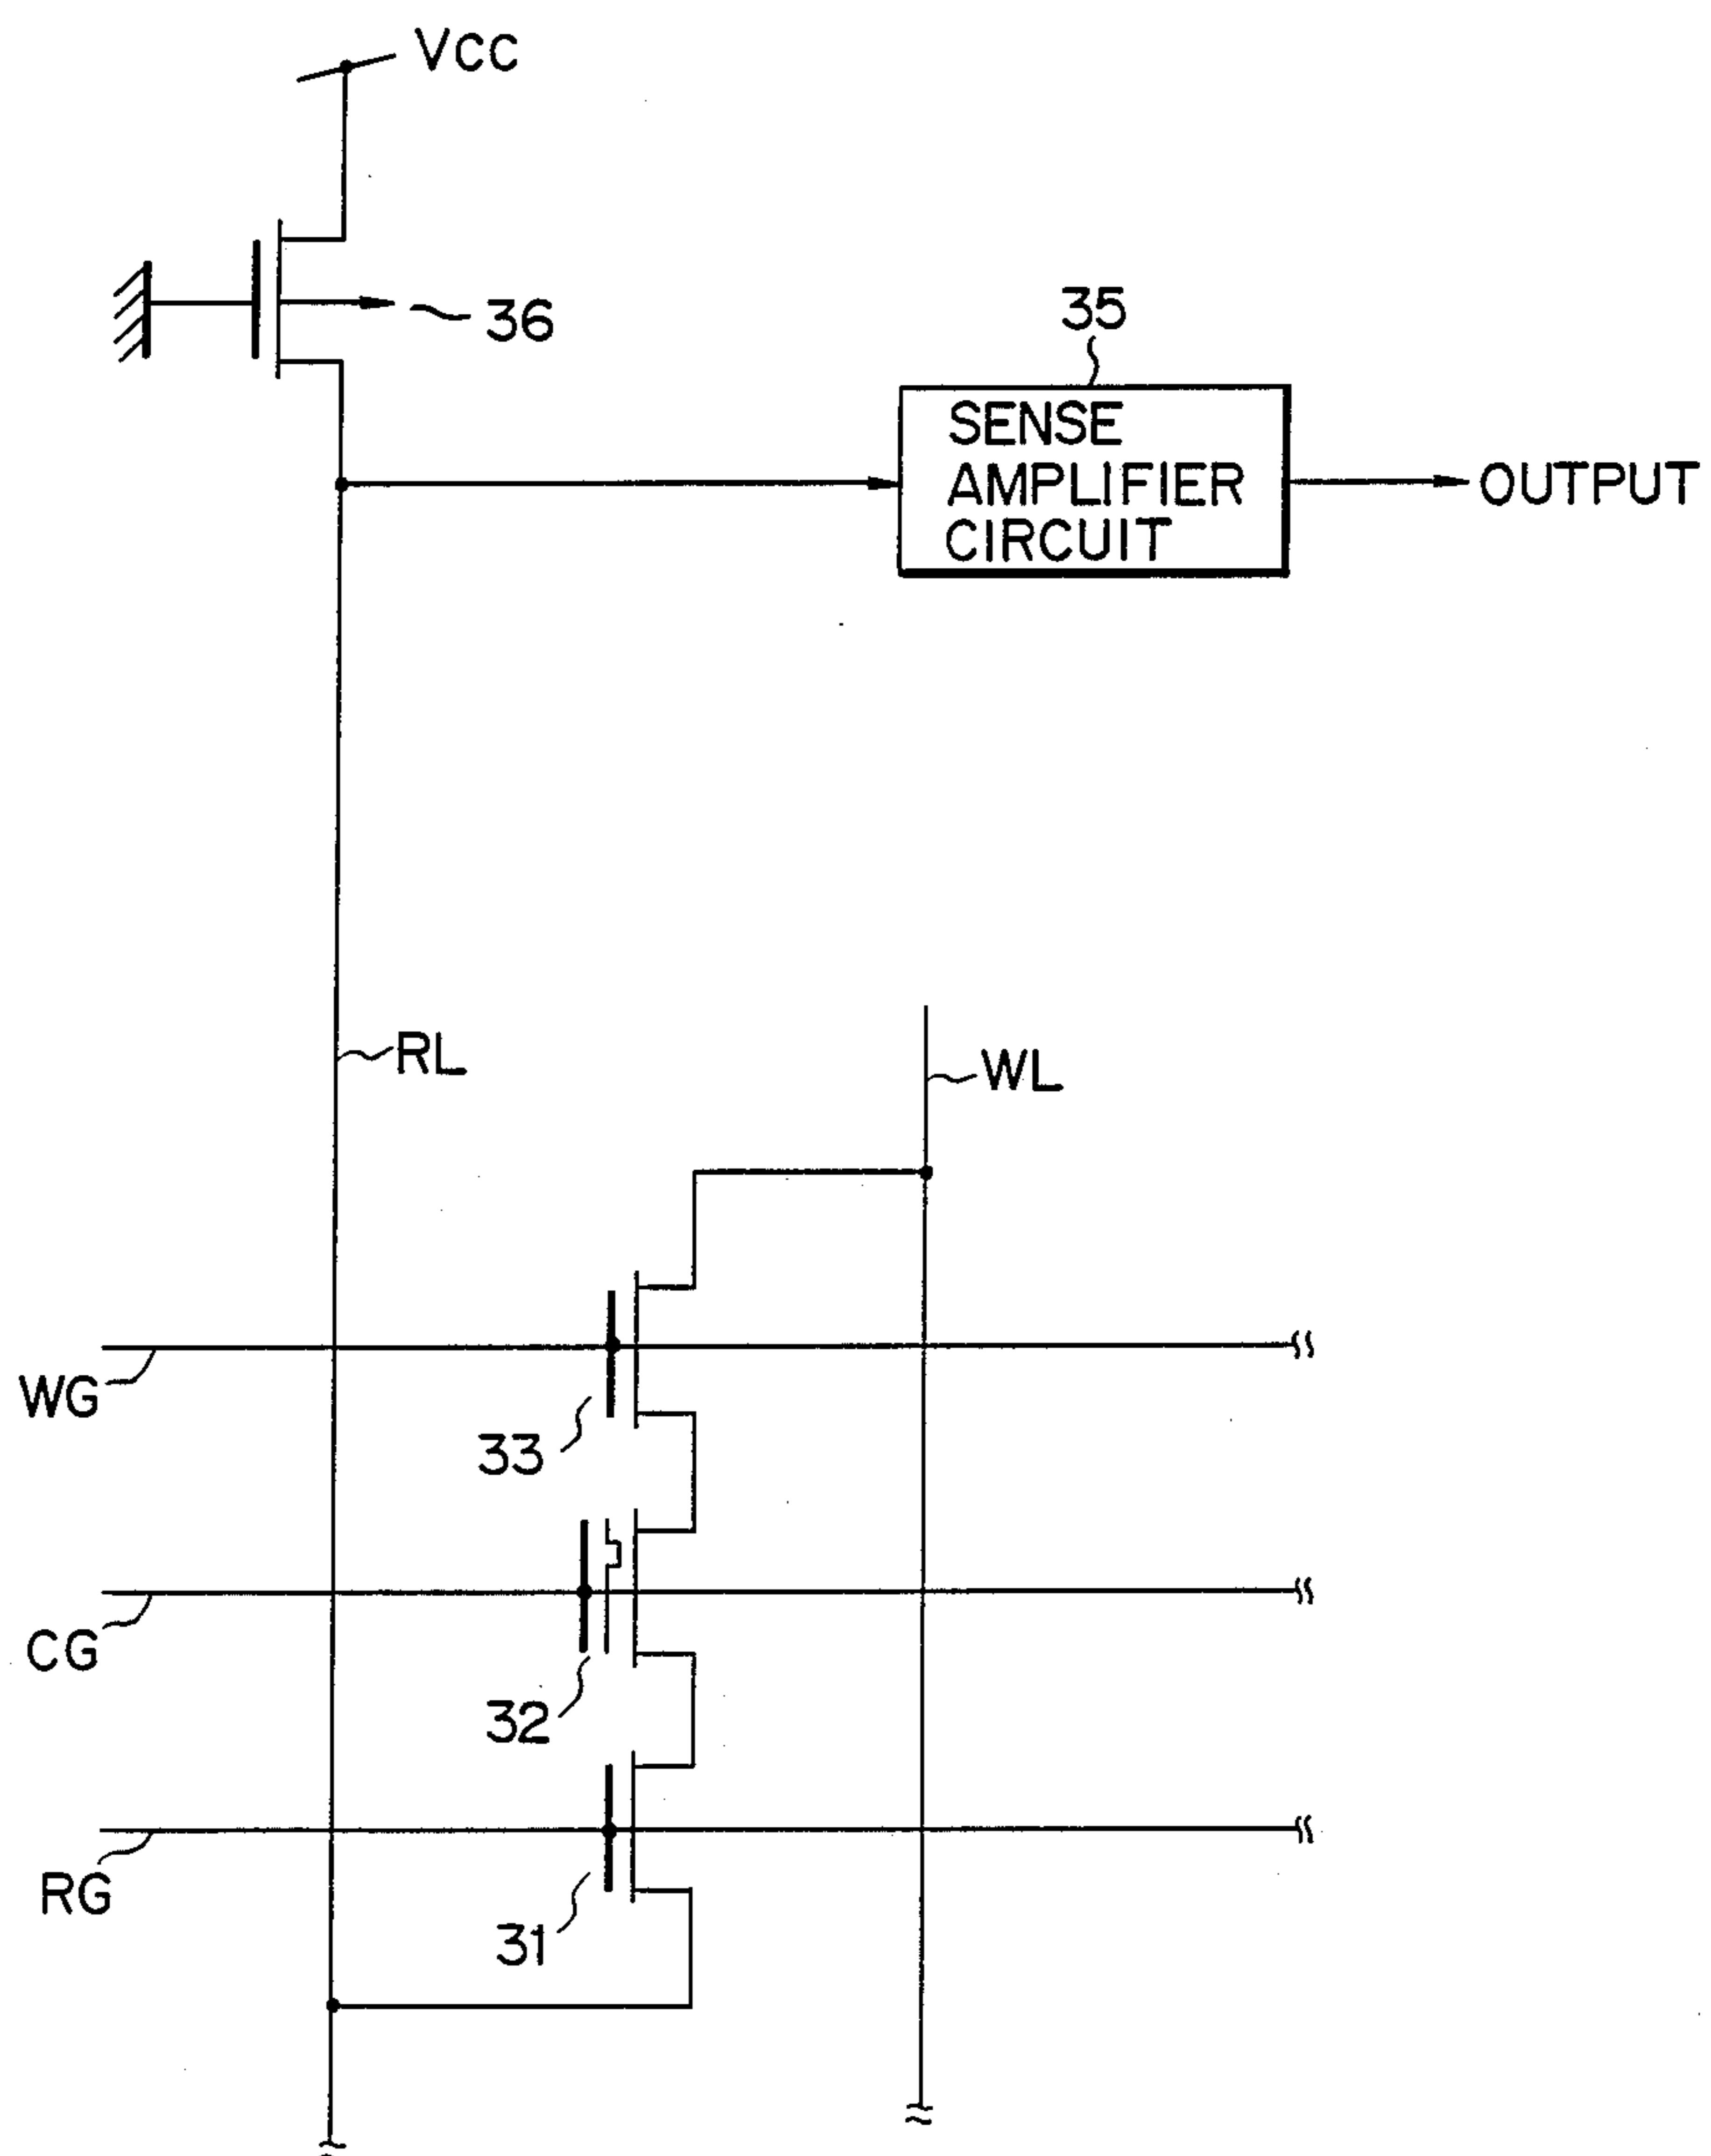 VCC
36
35
SENSE
AMPLIFIER
CIRCUIT
OUTPUT
RL
WL
WG
33
CG
32
RG
31